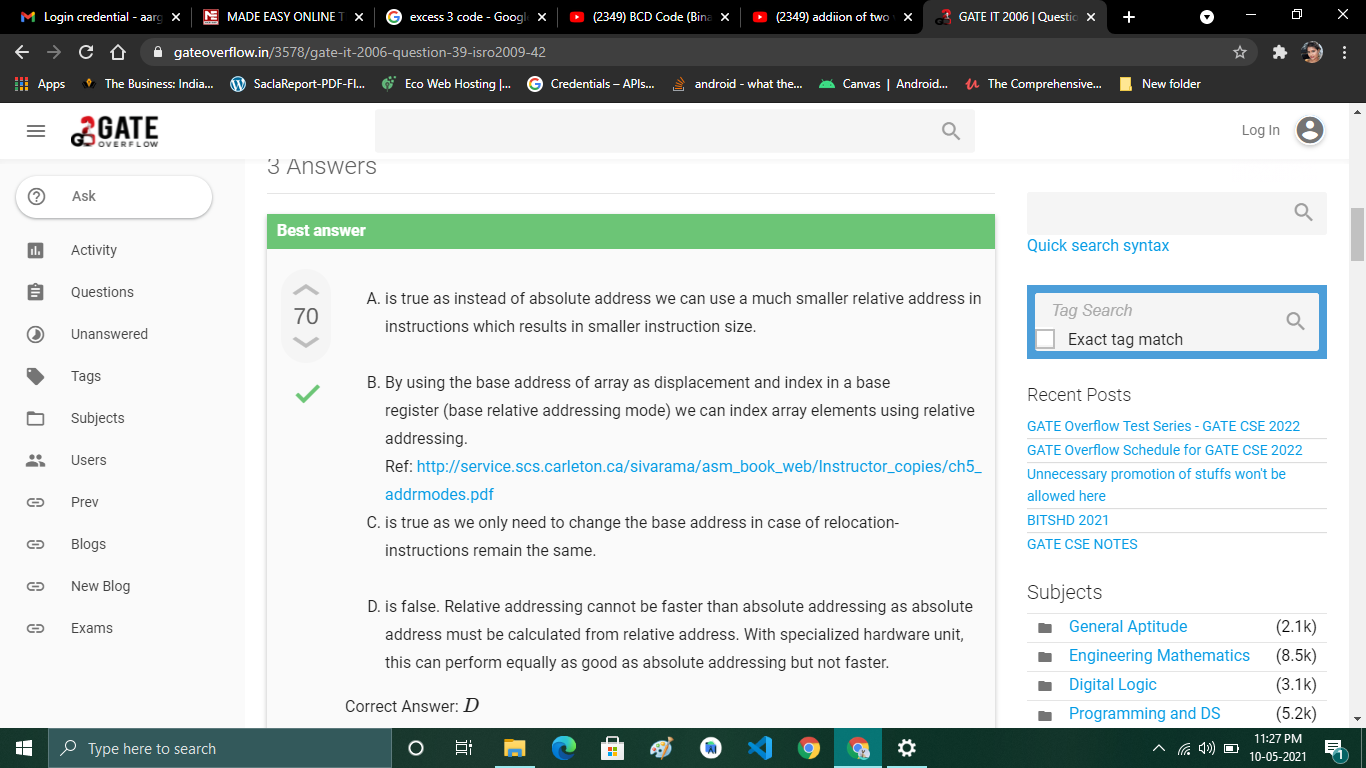 Login credential - aarg
MADE EASY ONLINE T
excess 3 code - Googl
(2349) BCD Code (Bina
(2349) addiion of two
GATE IT 2006 | Questio
gateoverflow.in/3578/gate-it-2006-question-39-isro2009-42
Apps
The Business: India...
SaclaReport-PDF-Fl...
Eco Web Hosting |...
Credentials – APIs...
android - what the...
Canvas | Android...
The Comprehensive...
New folder
GATE
OVERFLOW
Log In
Ask
Activity
Questions
Unanswered
Tags
Subjects
Users
Prev
Blogs
New Blog
Exams
3 Answers
Best answer
70
A. is true as instead of absolute address we can use a much smaller relative address in
instructions which results in smaller instruction size.
B. By using the base address of array as displacement and index in a base
register (base relative addressing mode) we can index array elements using relative
addressing.
Ref: http://service.scs.carleton.ca/sivarama/asm_book_web/Instructor_copies/ch5_
addrmodes.pdf
C. is true as we only need to change the base address in case of relocation-
instructions remain the same.
D. is false. Relative addressing cannot be faster than absolute addressing as absolute
address must be calculated from relative address. With specialized hardware unit,
this can perform equally as good as absolute addressing but not faster.
Correct Answer: D
Quick search syntax
Tag Search
Exact tag match
Recent Posts
GATE Overflow Test Series - GATE CSE 2022
GATE Overflow Schedule for GATE CSE 2022
Unnecessary promotion of stuffs won't be
allowed here
BITSHD 2021
GATE CSE NOTES
Subjects
General Aptitude (2.1k)
Engineering Mathematics (8.5k)
Digital Logic (3.1k)
Programming and DS (5.2k)
Type here to search
11:27 PM
10-05-2021
1